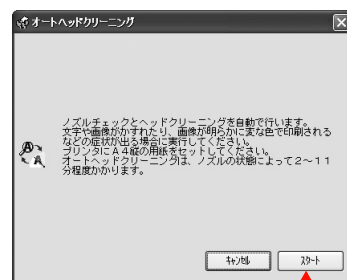 オートヘッドクリーニング
ノズルチェックとヘッドクリーニングを自動で行います。
文字や画像がかすれたり、画像が明らかに変な色で印刷される
などの症状が出る場合に実行してください。
プリンタにA4縦の用紙をセットしてください。
オートヘッドクリーニングは、ノズルの状態によって2～11
分程度かかります。
キャンセル
スタート